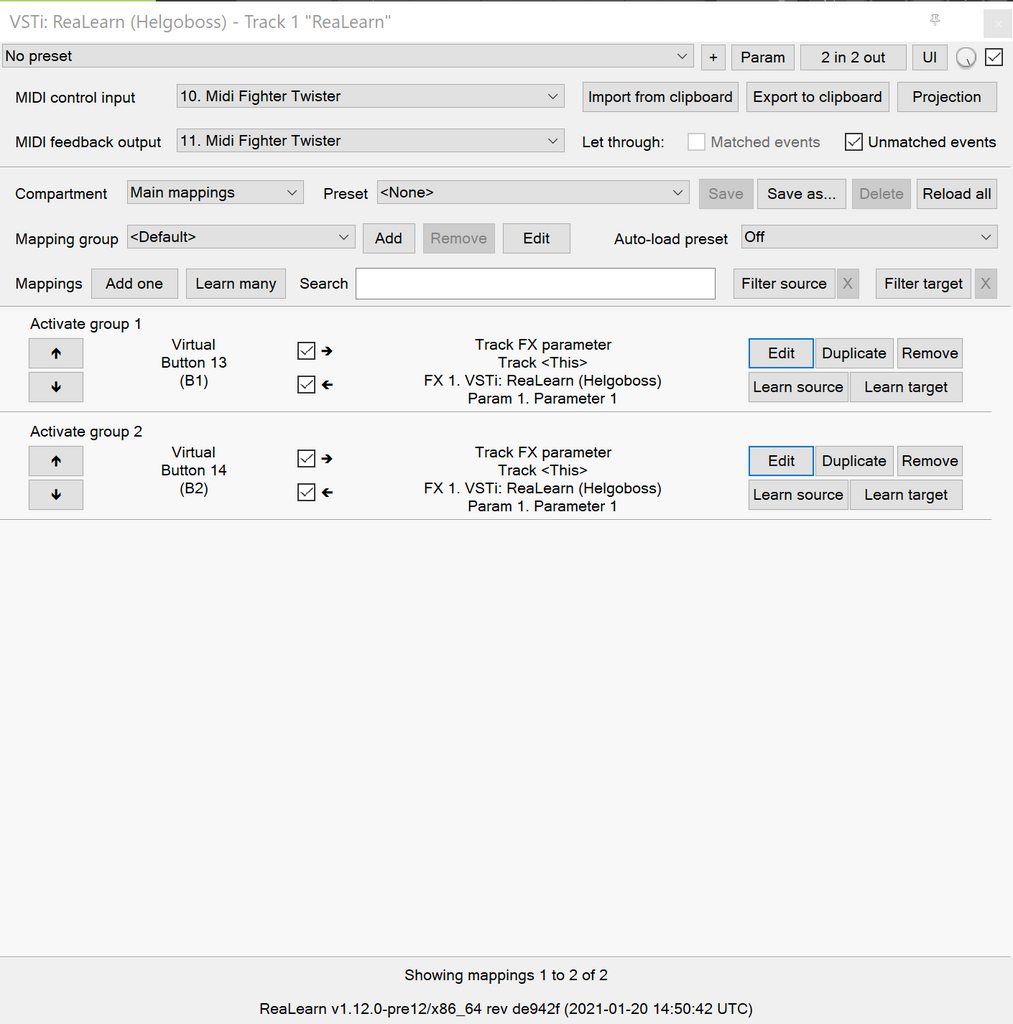 VSTi: ReaLearn (Helgoboss) - Track 1 "ReaLearn"
No preset + Param 2 in 2 out UI
MIDI control input 10. Midi Fighter Twister Import from clipboard Export to clipboard Projection
MIDI feedback output 11. Midi Fighter Twister Let through: Matched events Unmatched events
Compartment Main mappings Preset <None> Save Save as... Delete Reload all
Mapping group <Default> Add Remove Edit Auto-load preset Off
Mappings Add one Learn many Search Filter source X Filter target X
Activate group 1
Virtual
Button 13
(B1)
Track FX parameter
Track <This>
FX 1. VSTi: ReaLearn (Helgoboss)
Param 1. Parameter 1
Edit Duplicate Remove
Learn source Learn target
Activate group 2
Virtual
Button 14
(B2)
Track FX parameter
Track <This>
FX 1. VSTi: ReaLearn (Helgoboss)
Param 1. Parameter 1
Edit Duplicate Remove
Learn source Learn target
Showing mappings 1 to 2 of 2
ReaLearn v1.12.0-pre12/x86_64 rev de942f (2021-01-20 14:50:42 UTC)